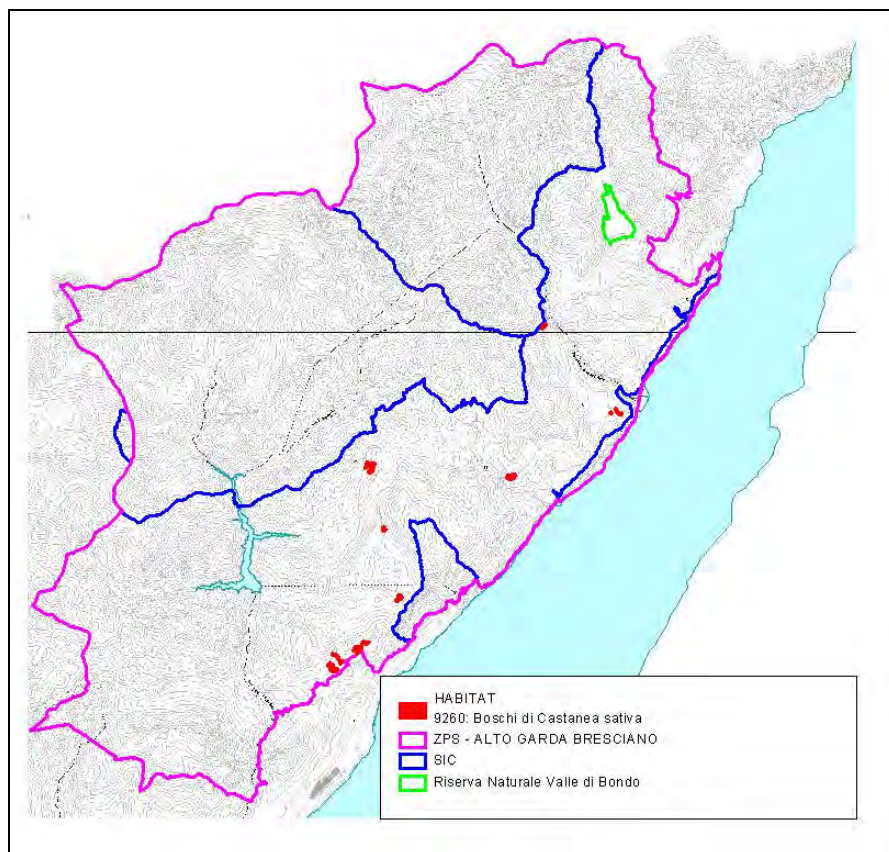 HABITAT
9260: Boschi di Castanea sativa
ZPS - ALTO GARDA BRESCIANO
SIC
Riserva Naturale Valle di Bondo